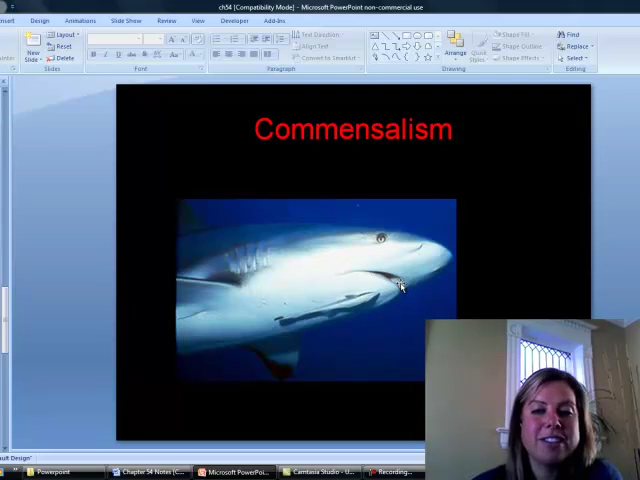 ch54 [Compatibility Mode] - Microsoft PowerPoint non-commercial use
Insert Design Animations Slide Show Review View Developer Add-Ins
New Slide
Layout
Reset
Delete
Slides
Font
Text Direction
Align Text
Convert to SmartArt
Paragraph
Arrange
Quick Styles
Shape Fill
Shape Outline
Shape Effects
Drawing
Find
Replace
Select
Editing
Commensalism
Powerpoint
Chapter 54 Notes [C...
Microsoft PowerPoi...
Camtasia Studio - U...
Recording...